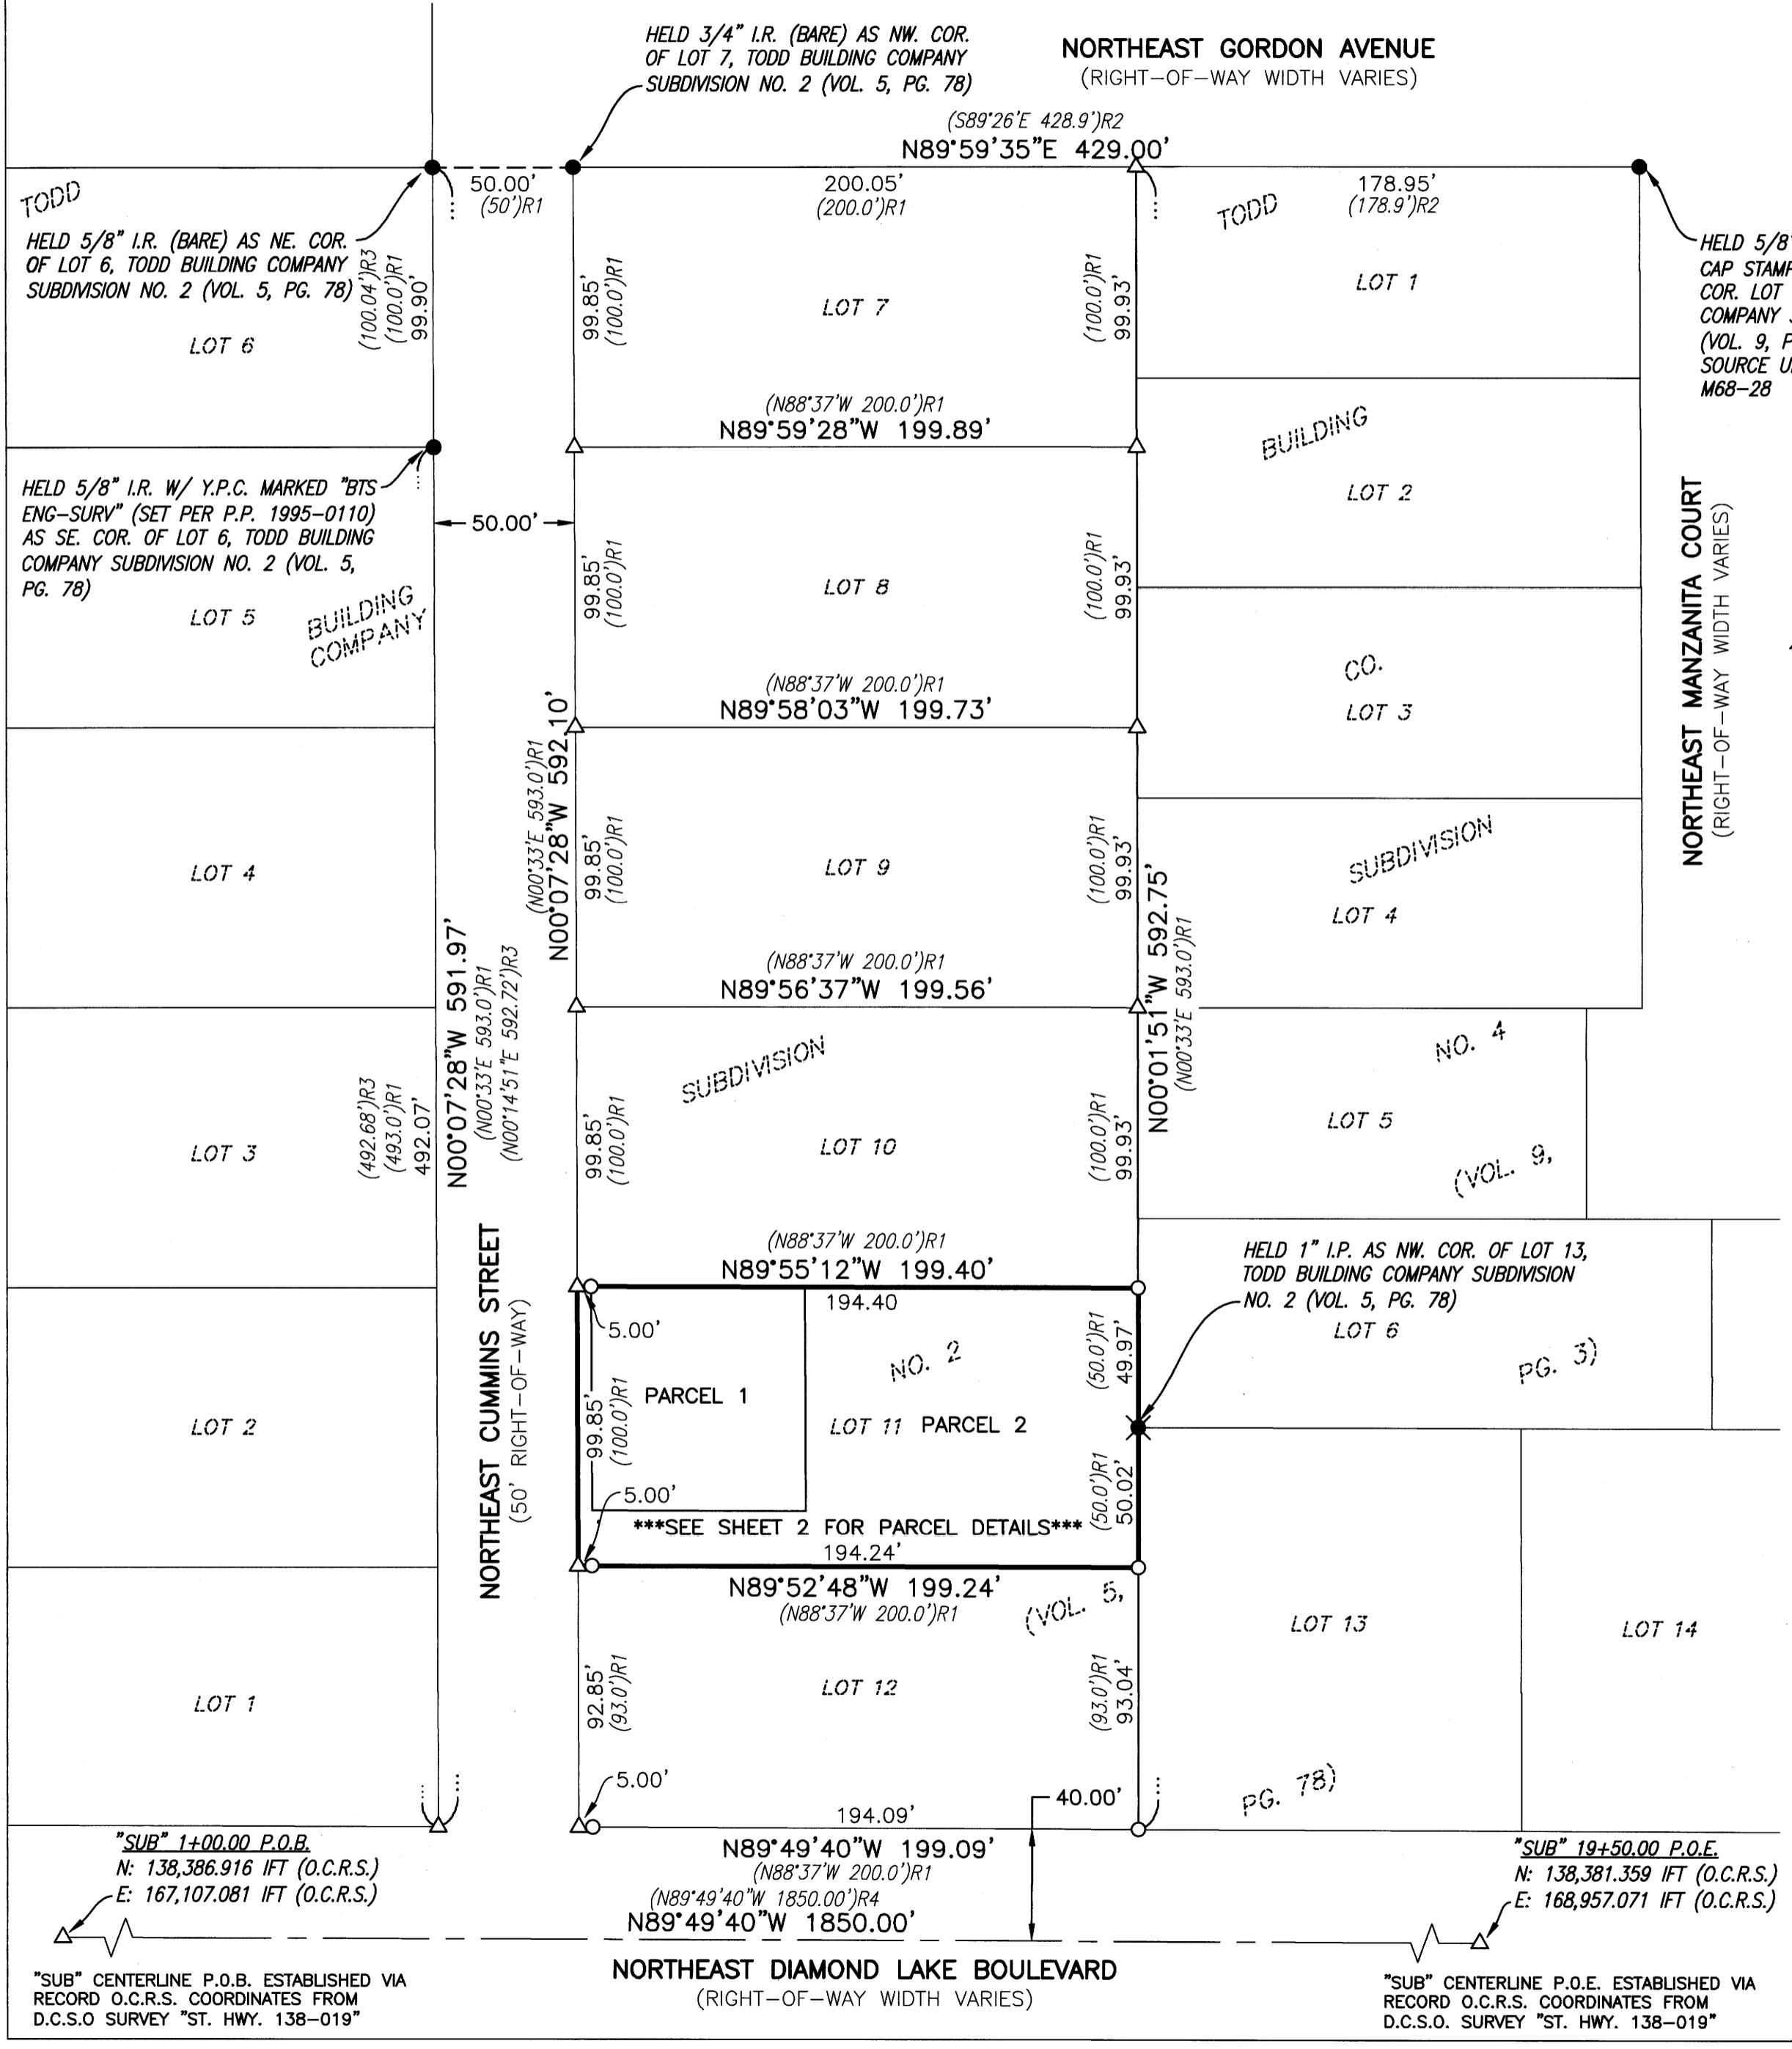 HELD 3/4" I.R. (BARE) AS NW. COR.
OF LOT 7, TODD BUILDING COMPANY
SUBDIVISION NO. 2 (VOL. 5, PG. 78)
NORTHEAST GORDON AVENUE
(RIGHT-OF-WAY WIDTH VARIES)
(S89°26'E 428.9')R2
N89°59'35"E 429.00'
50.00'
(50')R1
200.05'
(200.0')R1
178.95'
(178.9')R2
TODD
TODD
HELD 5/8" I.R. (BARE) AS NE. COR.
OF LOT 6, TODD BUILDING COMPANY
SUBDIVISION NO. 2 (VOL. 5, PG. 78)
(100.04')R3
(100.0')R1
99.90'
LOT 6
99.85'
(100.0')R1
LOT 7
(100.0')R1
99.93'
LOT 1
HELD 5/8"
CAP STAMP
COR. LOT
COMPANY
(VOL. 9, P
SOURCE U
M68-28
(N88°37'W 200.0')R1
N89°59'28"W 199.89'
BUILDING
LOT 2
HELD 5/8" I.R. W/ Y.P.C. MARKED "BTS
ENG-SURV" (SET PER P.P. 1995-0110)
AS SE. COR. OF LOT 6, TODD BUILDING
COMPANY SUBDIVISION NO. 2 (VOL. 5,
PG. 78)
50.00'
NORTHEAST MANZANITA COURT
(RIGHT-OF-WAY WIDTH VARIES)
LOT 5
BUILDING
COMPANY
99.85'
(100.0')R1
LOT 8
(100.0')R1
99.93'
CO.
LOT 3
(N88°37'W 200.0')R1
N89°58'03"W 199.73'
(N00°33'E 593.0')R1
N00°07'28"W 592.10'
LOT 4
99.85'
(100.0')R1
LOT 9
(100.0')R1
99.93'
SUBDIVISION
LOT 4
N00°01'51"W 592.75'
(N00°33'E 593.0')R1
(N88°37'W 200.0')R1
N89°56'37"W 199.56'
N00°07'28"W 591.97'
(N00°33'E 593.0')R1
(N00°14'51"E 592.72')R3
(492.68')R3
(493.0')R1
492.07'
LOT 3
SUBDIVISION
99.85'
(100.0')R1
LOT 10
(100.0')R1
99.93'
NO. 4
LOT 5
(VOL. 9,
(N88°37'W 200.0')R1
N89°55'12"W 199.40'
194.40
5.00'
HELD 1" I.P. AS NW. COR. OF LOT 13,
TODD BUILDING COMPANY SUBDIVISION
NO. 2 (VOL. 5, PG. 78)
LOT 6
PG. 3)
NORTHEAST CUMMINS STREET
(50' RIGHT-OF-WAY)
LOT 2
99.85'
(100.0')R1
PARCEL 1
NO. 2
LOT 11 PARCEL 2
(50.0')R1
49.97'
(50.0')R1
50.02'
5.00'
***SEE SHEET 2 FOR PARCEL DETAILS***
194.24'
N89°52'48"W 199.24'
(N88°37'W 200.0')R1
(VOL. 5,
LOT 13
LOT 14
LOT 1
92.85'
(93.0')R1
LOT 12
(93.0')R1
93.04'
5.00'
40.00'
PG. 78)
194.09'
N89°49'40"W 199.09'
(N88°37'W 200.0')R1
(N89°49'40"W 1850.00')R4
N89°49'40"W 1850.00'
"SUB" 1+00.00 P.O.B.
N: 138,386.916 IFT (O.C.R.S.)
E: 167,107.081 IFT (O.C.R.S.)
"SUB" 19+50.00 P.O.E.
N: 138,381.359 IFT (O.C.R.S.)
E: 168,957.071 IFT (O.C.R.S.)
NORTHEAST DIAMOND LAKE BOULEVARD
(RIGHT-OF-WAY WIDTH VARIES)
"SUB" CENTERLINE P.O.B. ESTABLISHED VIA
RECORD O.C.R.S. COORDINATES FROM
D.C.S.O SURVEY "ST. HWY. 138-019"
"SUB" CENTERLINE P.O.E. ESTABLISHED VIA
RECORD O.C.R.S. COORDINATES FROM
D.C.S.O. SURVEY "ST. HWY. 138-019"